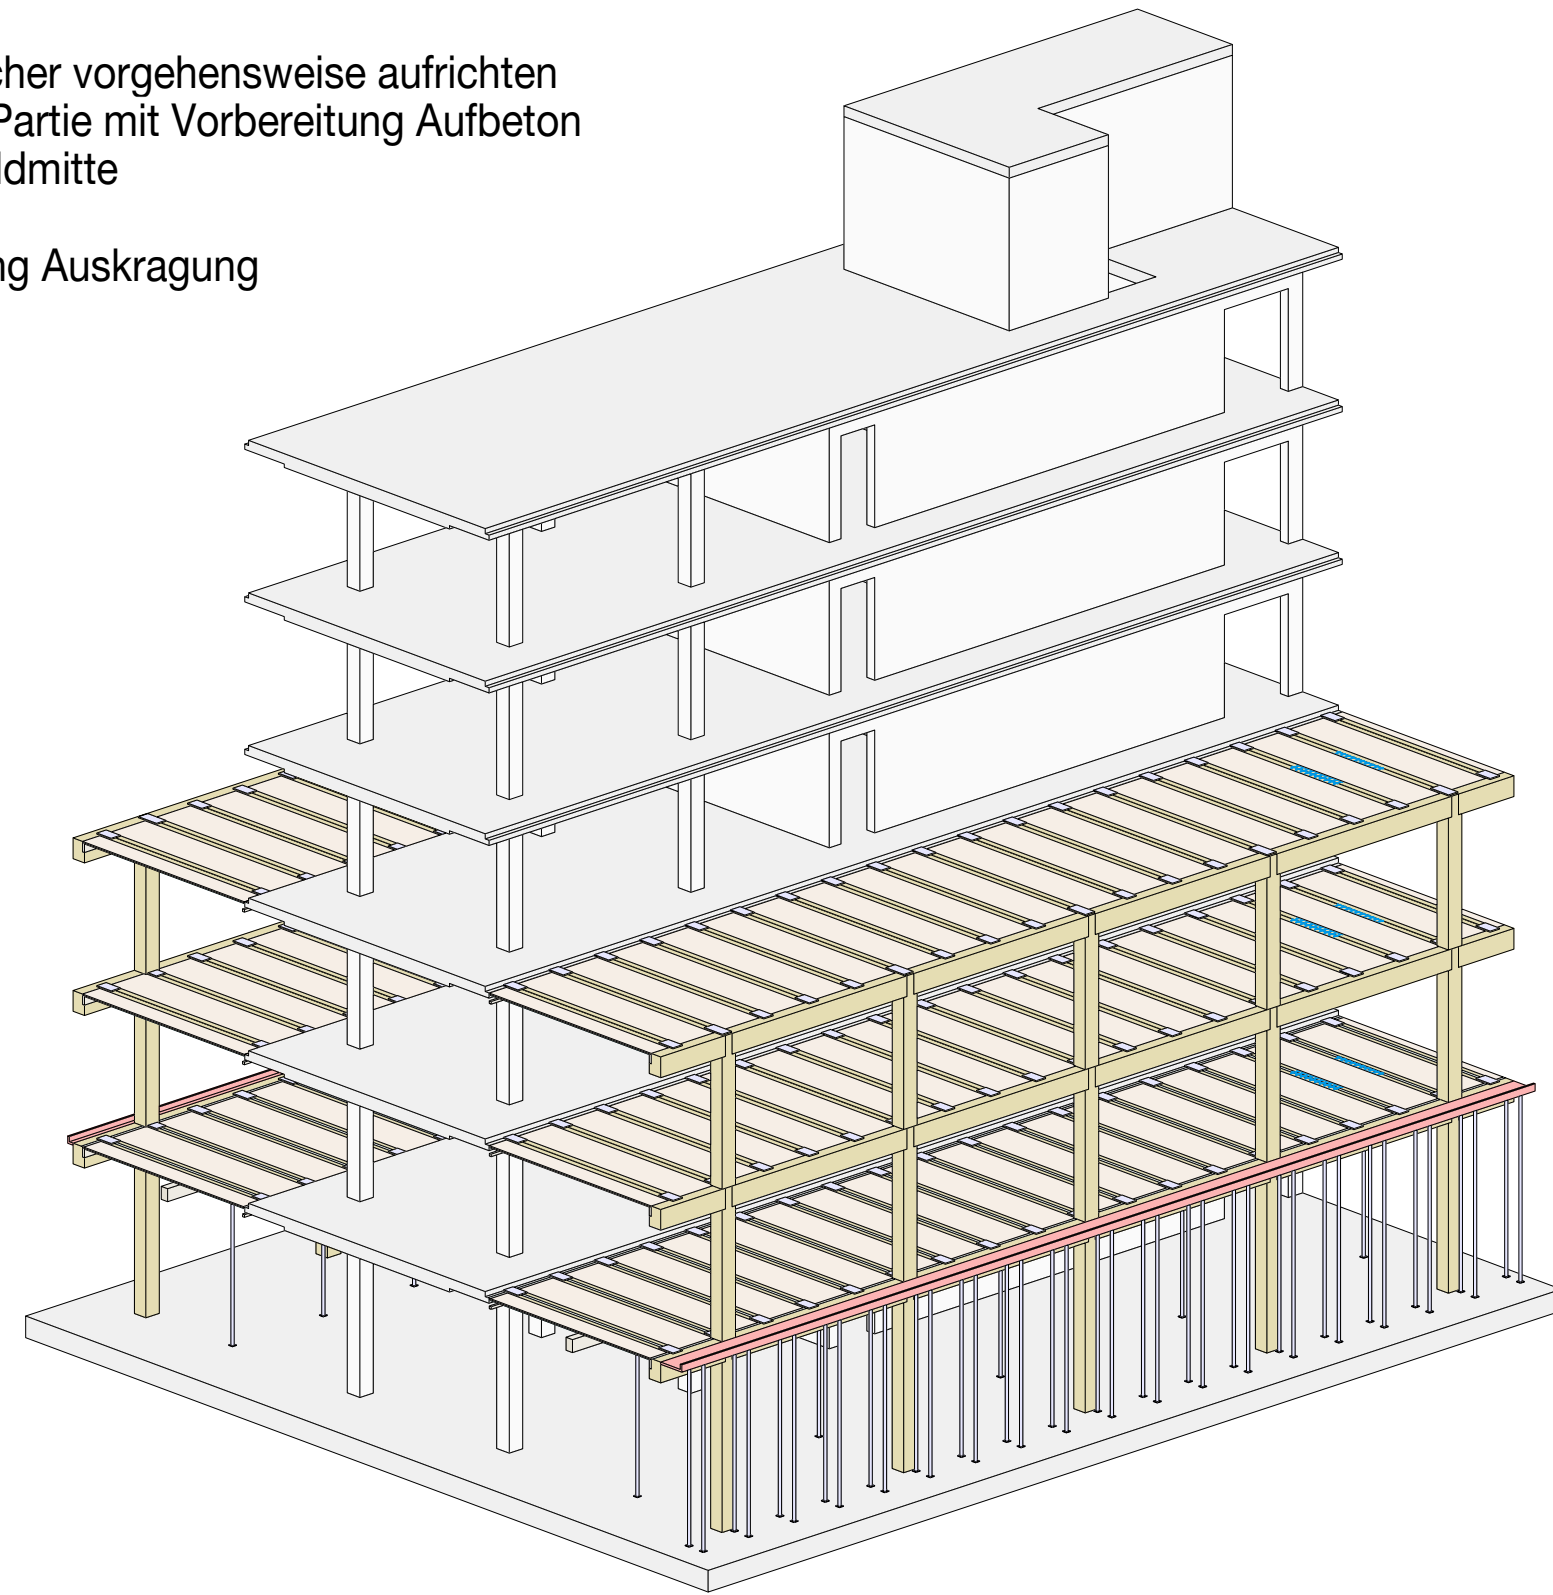 cher vorgehensweise aufrichten
Partie mit Vorbereitung Aufbeton
ldmitte
ng Auskragung